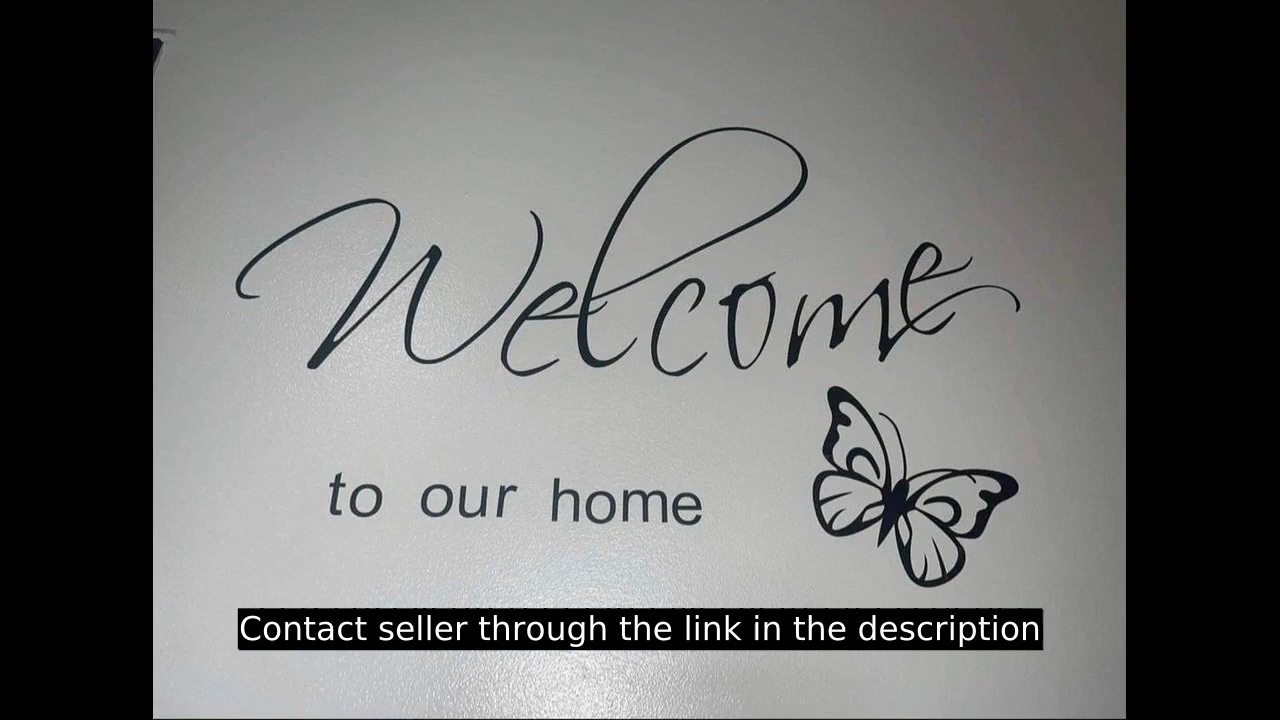 Welcome
to our home
Contact seller through the link in the description